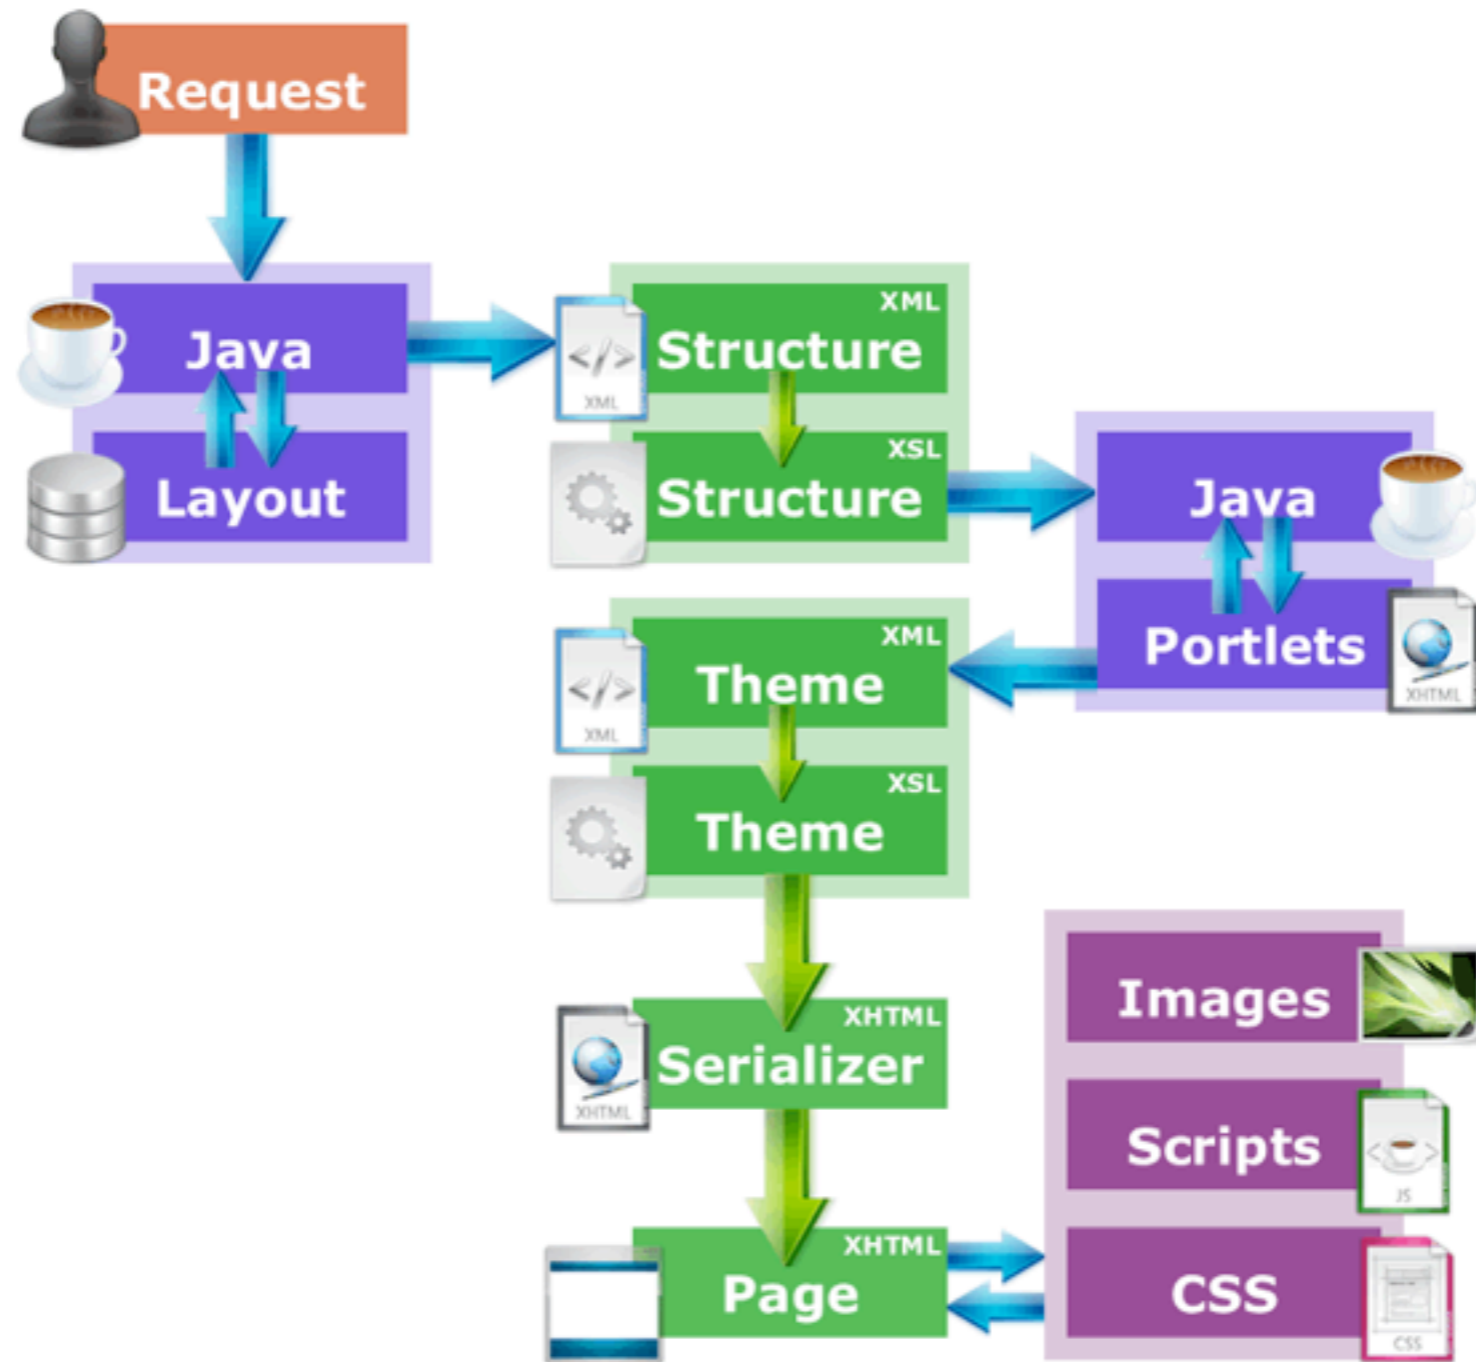 Request
Java
Layout
XML
Structure
XML
XSL
Structure
Java
Portlets
XHTML
XML
Theme
XML
XSL
Theme
XHTML
Serializer
XHTML
XHTML
Page
Images
Scripts
JS
CSS
CSS